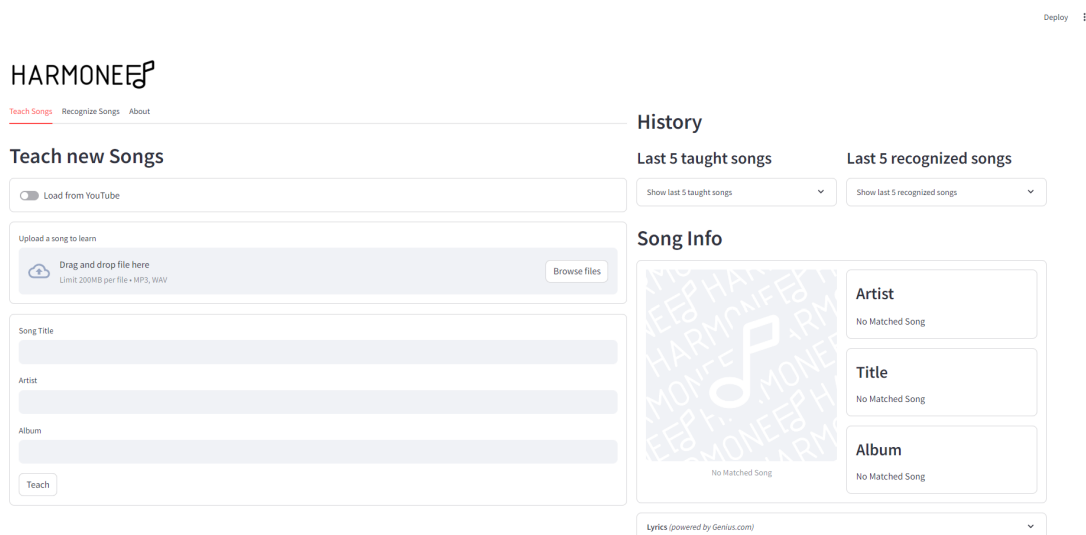 Deploy
HARMONEEP
Teach Songs Recognize Songs About
Teach new Songs
Load from YouTube
Upload a song to learn
Drag and drop file here
Limit 200MB per file • MP3, WAV
Browse files
Song Title
Artist
Album
Teach
History
Last 5 taught songs
Show last 5 taught songs
Last 5 recognized songs
Show last 5 recognized songs
Song Info
No Matched Song
Artist
No Matched Song
Title
No Matched Song
Album
No Matched Song
Lyrics (powered by Genius.com)